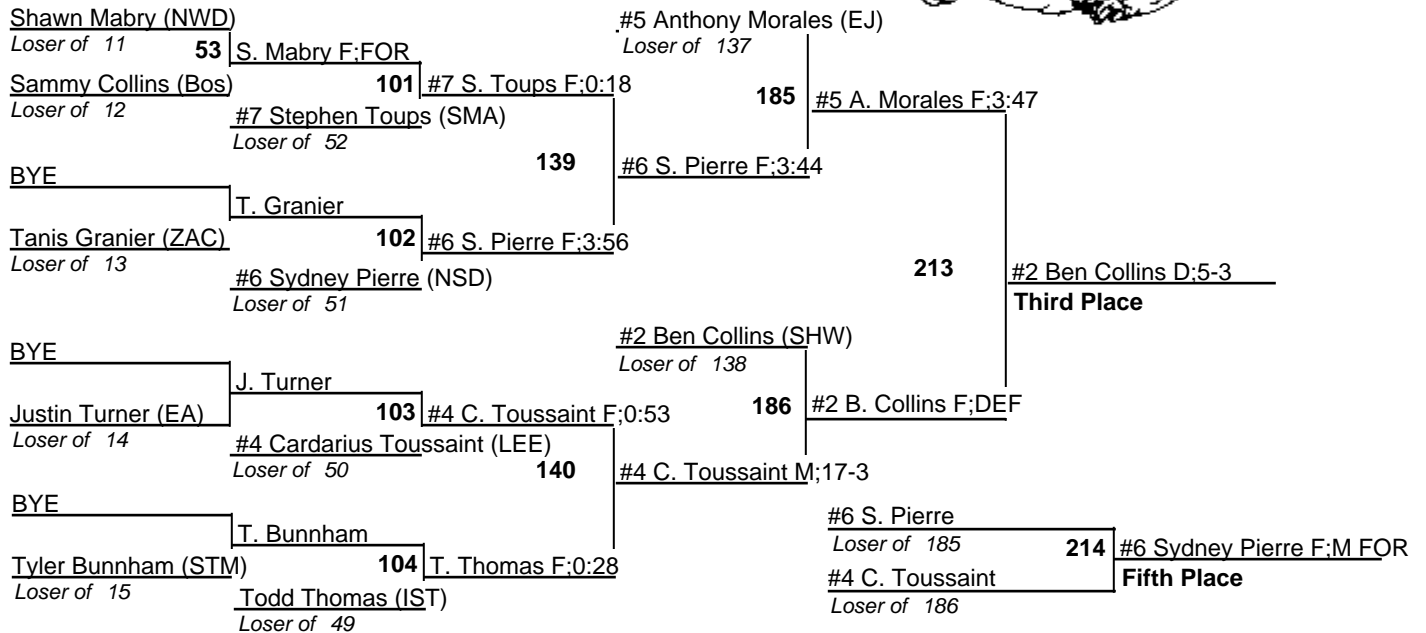 Shawn Mabry (NWD)
Loser of 11
53
S. Mabry F;FOR
Sammy Collins (Bos)
Loser of 12
101
#7 S. Toups F;0:18
#7 Stephen Toups (SMA)
Loser of 52
139
BYE
T. Granier
Tanis Granier (ZAC)
Loser of 13
102
#6 S. Pierre F;3:56
#6 Sydney Pierre (NSD)
Loser of 51
#5 Anthony Morales (EJ)
Loser of 137
185
#5 A. Morales F;3:47
#6 S. Pierre F;3:44
213
#2 Ben Collins D;5-3
Third Place
BYE
J. Turner
Justin Turner (EA)
Loser of 14
103
#4 C. Toussaint F;0:53
#4 Cardarius Toussaint (LEE)
Loser of 50
140
#2 Ben Collins (SHW)
Loser of 138
186
#2 B. Collins F;DEF
#4 C. Toussaint M;17-3
BYE
T. Bunnham
Tyler Bunnham (STM)
Loser of 15
104
T. Thomas F;0:28
Todd Thomas (IST)
Loser of 49
#6 S. Pierre
Loser of 185
214
#6 Sydney Pierre F;M FOR
Fifth Place
#4 C. Toussaint
Loser of 186